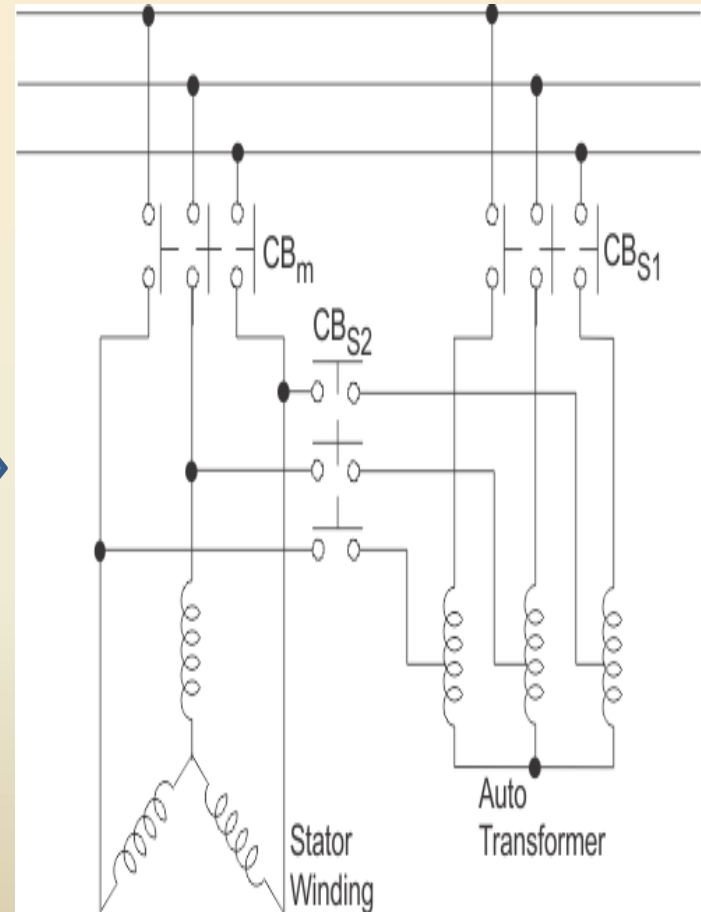 CBm
CBS1
CBS2
Auto
Transformer
Stator
Winding